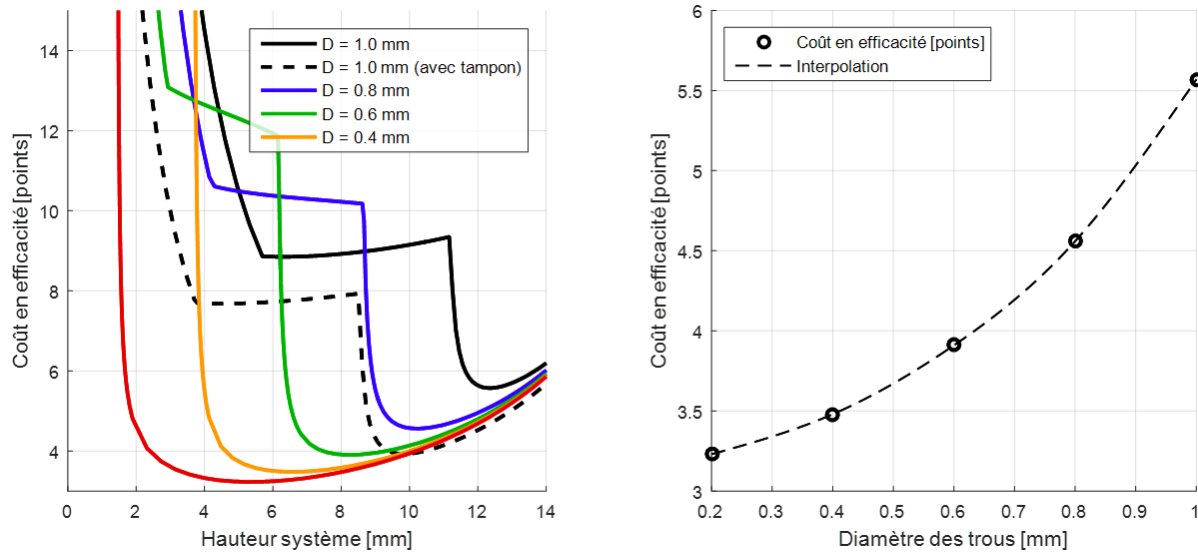 14
12
10
8
6
4
Coût en efficacité [points]
D = 1.0 mm
D = 1.0 mm (avec tampon)
D = 0.8 mm
D = 0.6 mm
D = 0.4 mm
0 2 4 6 8 10 12 14
Hauteur système [mm]
6
5.5
5
4.5
4
3.5
3
Coût en efficacité [points]
Coût en efficacité [points]
Interpolation
0.2 0.3 0.4 0.5 0.6 0.7 0.8 0.9 1
Diamètre des trous [mm]